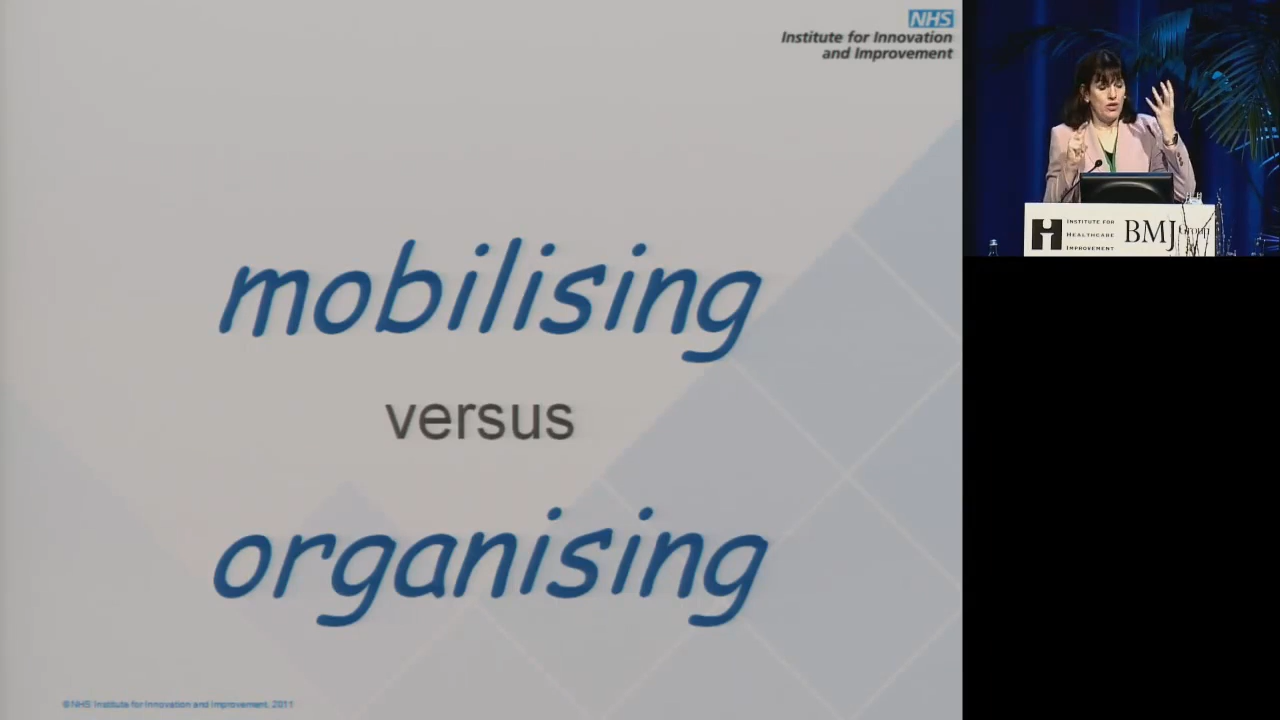 NHS
Institute for Innovation
and Improvement
mobilising
versus
organising
©NHS Institute for Innovation and Improvement, 2011
INSTITUTE FOR
HEALTHCARE
IMPROVEMENT
BMJ